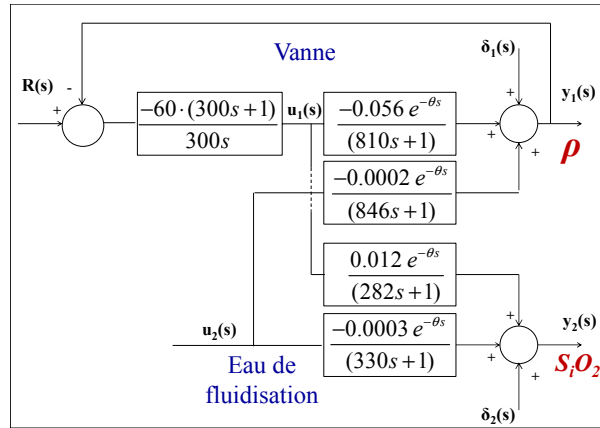 Vanne
δ₁(s)
R(s)
-
+
-60·(300s+1)
300s
u₁(s)
-0.056 e^{-θs}
(810s+1)
+
+
+
y₁(s)
ρ
-0.0002 e^{-θs}
(846s+1)
0.012 e^{-θs}
(282s+1)
u₂(s)
-0.0003 e^{-θs}
(330s+1)
+
+
+
y₂(s)
SᵢO₂
Eau de
fluidisation
δ₂(s)